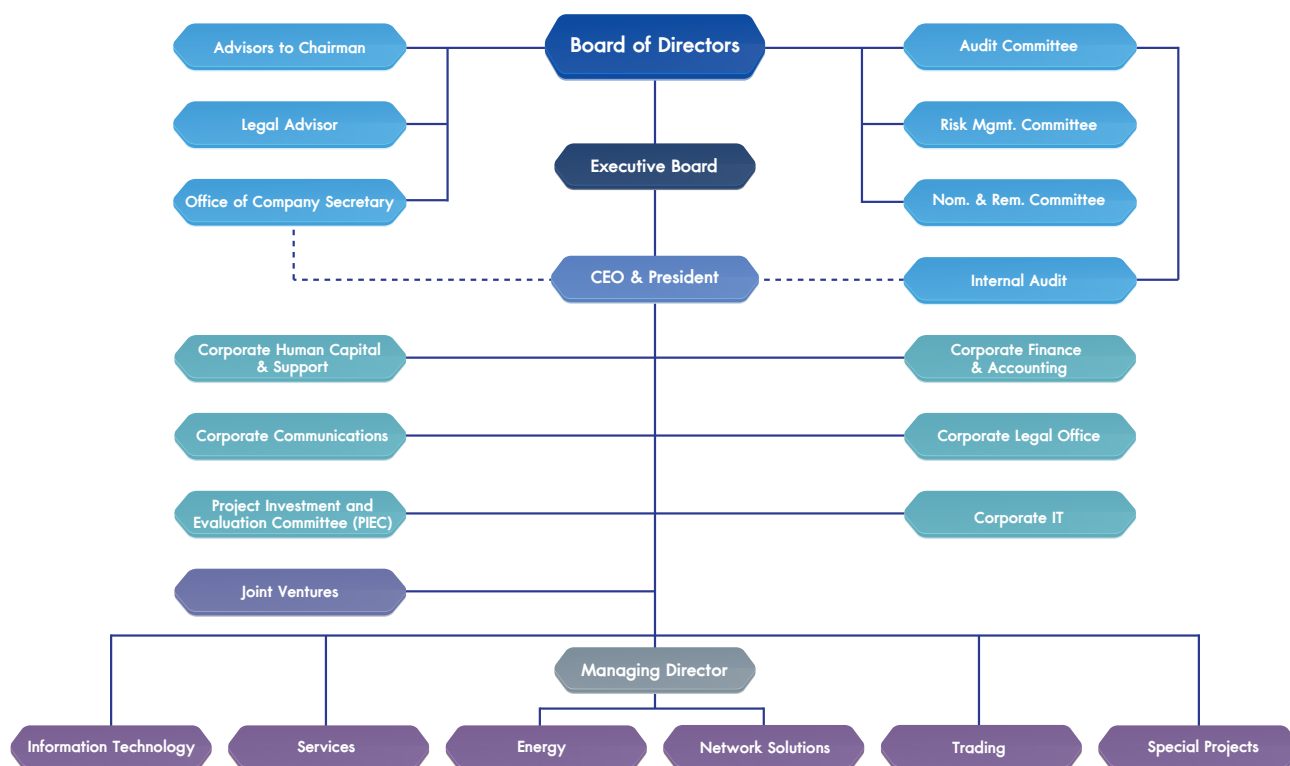 Advisors to Chairman
Board of Directors
Audit Committee
Legal Advisor
Risk Mgmt. Committee
Executive Board
Office of Company Secretary
Nom. & Rem. Committee
CEO & President
Internal Audit
Corporate Human Capital
& Support
Corporate Finance
& Accounting
Corporate Communications
Corporate Legal Office
Project Investment and
Evaluation Committee (PIEC)
Corporate IT
Joint Ventures
Managing Director
Information Technology
Services
Energy
Network Solutions
Trading
Special Projects